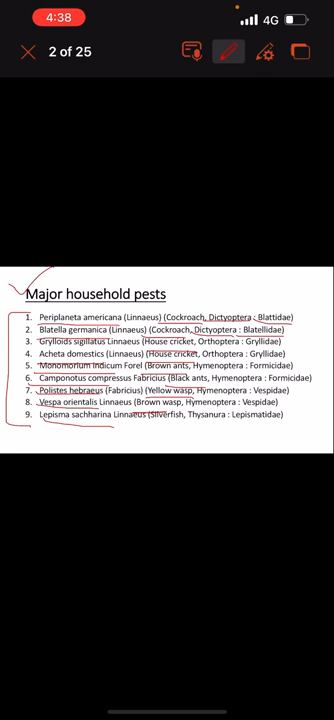 4:38
4G
2 of 25
Major household pests
1. Periplaneta americana (Linnaeus) (Cockroach, Dictyoptera : Blattidae)
2. Blatella germanica (Linnaeus) (Cockroach, Dictyoptera : Blatellidae)
3. Grylloids sigillatus Linnaeus (House cricket, Orthoptera : Gryllidae)
4. Acheta domestics (Linnaeus) (House cricket, Orthoptera : Gryllidae)
5. Monomorium indicum Forel (Brown ants, Hymenoptera : Formicidae)
6. Camponotus compressus Fabricius (Black ants, Hymenoptera : Formicidae)
7. Polistes hebraeus (Fabricius) (Yellow wasp, Hymenoptera : Vespidae)
8. Vespa orientalis Linnaeus (Brown wasp, Hymenoptera : Vespidae)
9. Lepisma sachharina Linnaeus (Silverfish, Thysanura : Lepismatidae)